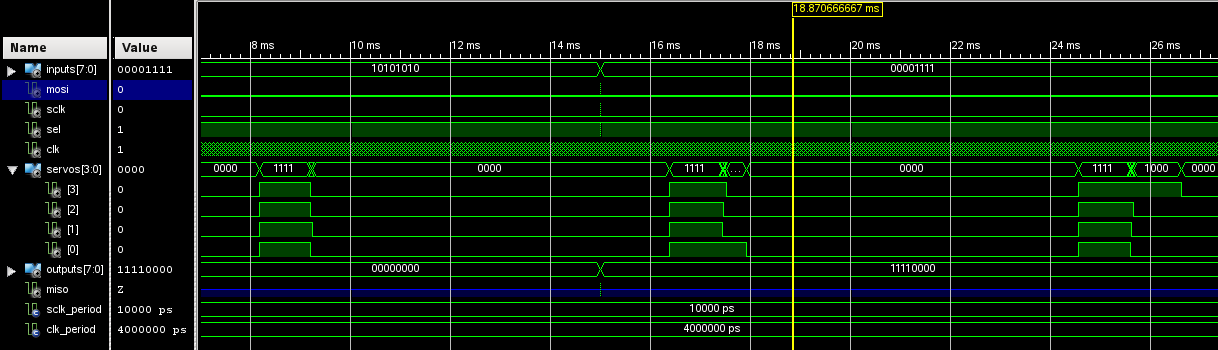 18.870666667 ms
Name Value
8 ms 10 ms 12 ms 14 ms 16 ms 18 ms 20 ms 22 ms 24 ms 26 ms
inputs[7:0] 00001111 10101010 00001111
mosi 0
sclk 0
sel 1
clk 1
servos[3:0] 0000 0000 1111 0000 1111 ... 0000 1111 1000 0000
[3] 0
[2] 0
[1] 0
[0] 0
outputs[7:0] 11110000 00000000 11110000
miso Z
sclk_period 10000 ps 10000 ps
clk_period 4000000 ps 4000000 ps